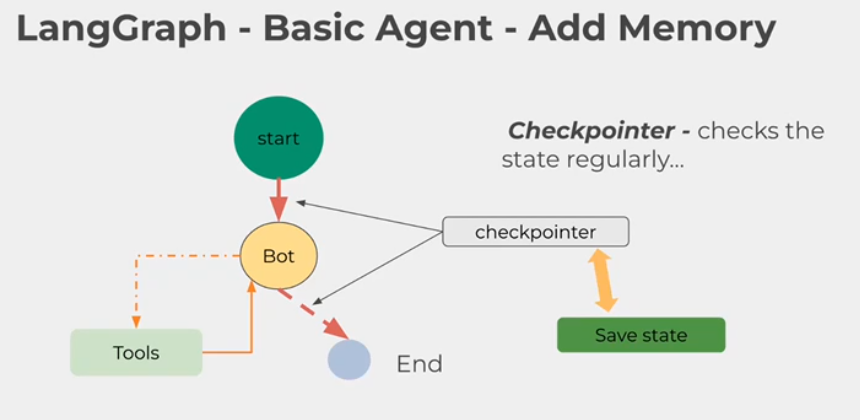 LangGraph - Basic Agent - Add Memory
start
Checkpointer - checks the
state regularly...
checkpointer
Bot
Save state
Tools
End